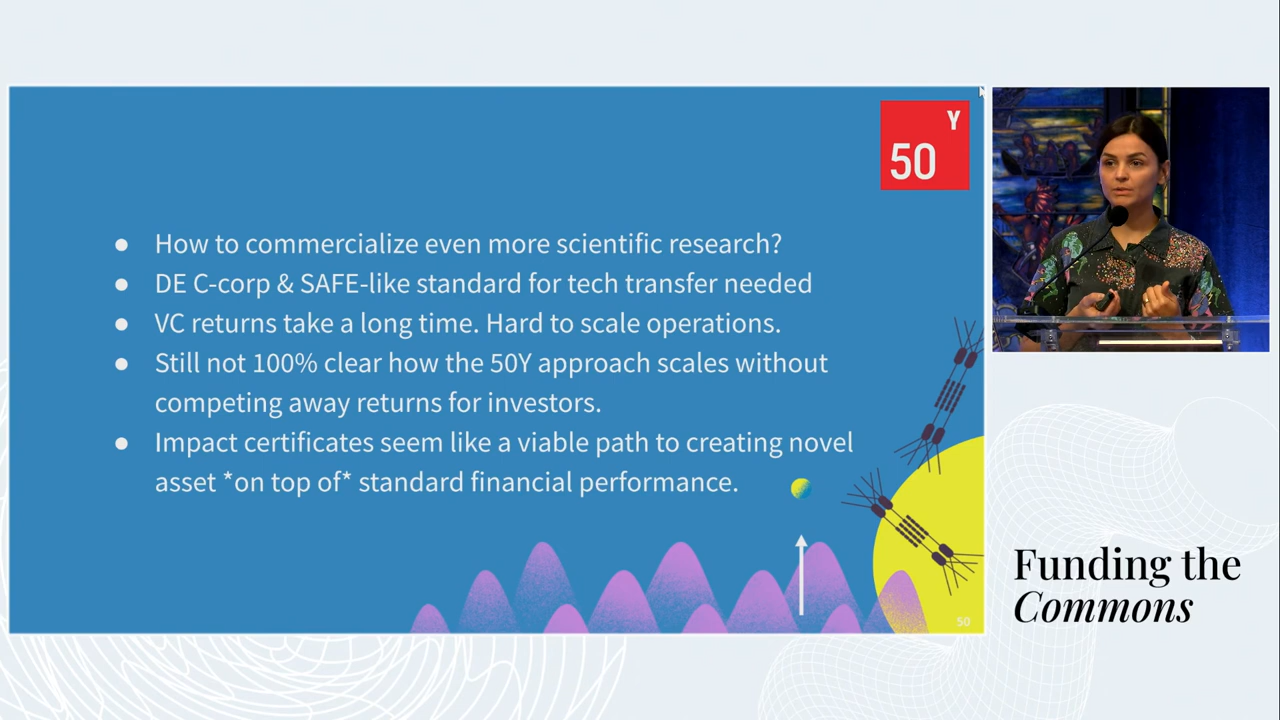 Y
50
● How to commercialize even more scientific research?
● DE C-corp & SAFE-like standard for tech transfer needed
● VC returns take a long time. Hard to scale operations.
● Still not 100% clear how the 50Y approach scales without
competing away returns for investors.
● Impact certificates seem like a viable path to creating novel
asset *on top of* standard financial performance.
50
Funding the
Commons